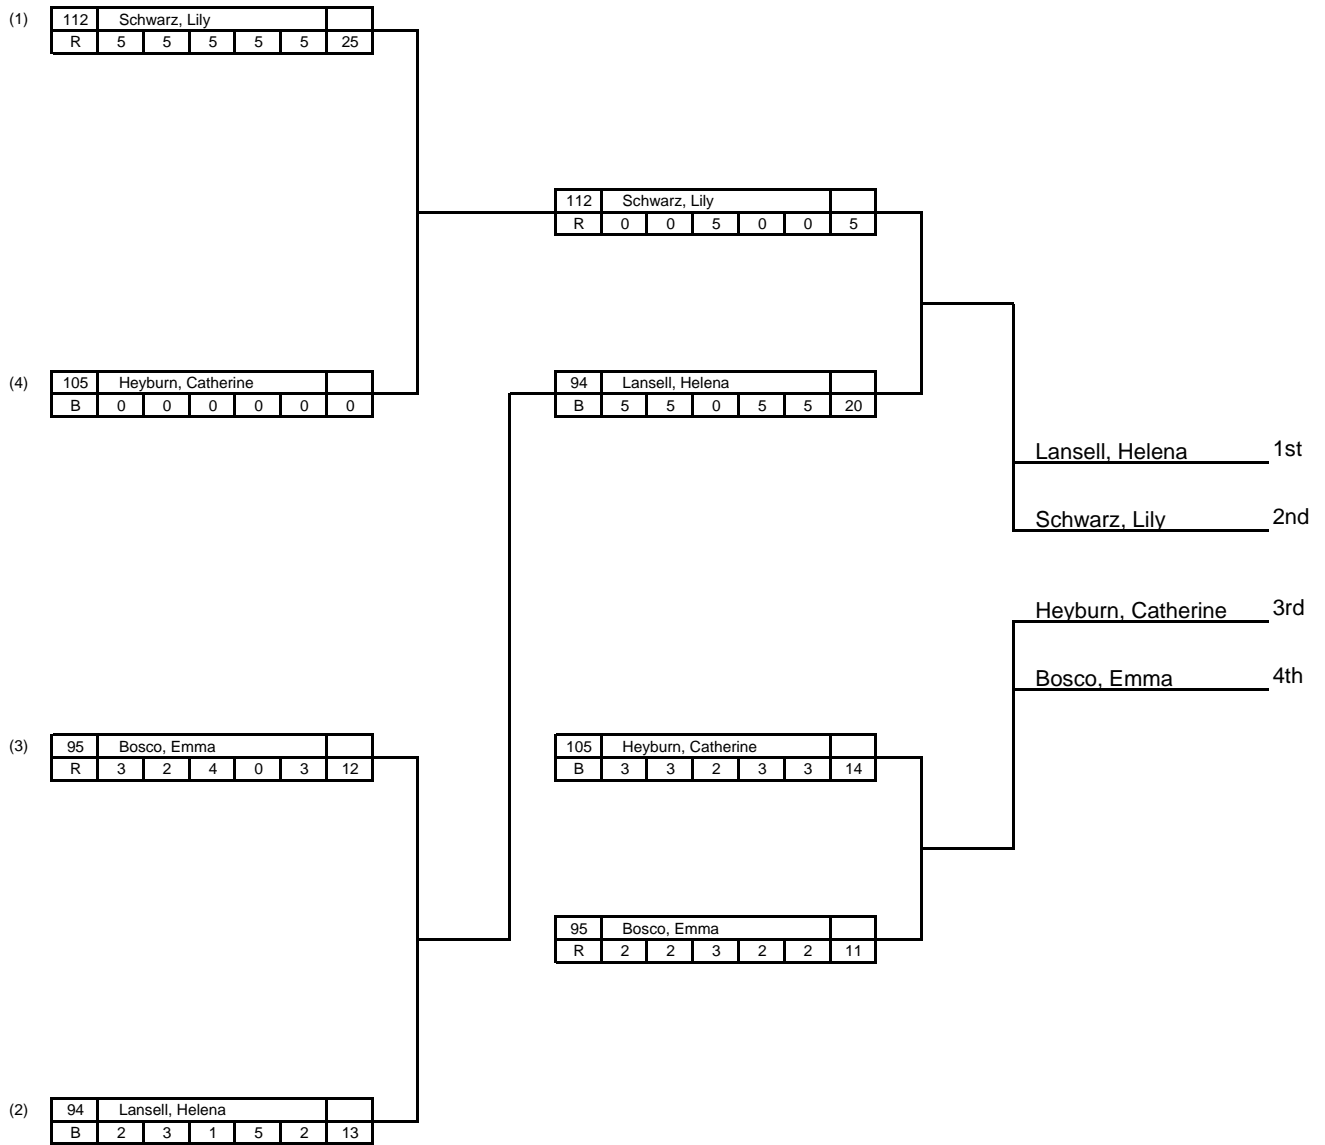 (1) 112 Schwarz, Lily
R 5 5 5 5 5 25
112 Schwarz, Lily
R 0 0 5 0 0 5
(4) 105 Heyburn, Catherine
B 0 0 0 0 0 0
94 Lansell, Helena
B 5 5 0 5 5 20
Lansell, Helena 1st
Schwarz, Lily 2nd
Heyburn, Catherine 3rd
Bosco, Emma 4th
(3) 95 Bosco, Emma
R 3 2 4 0 3 12
105 Heyburn, Catherine
B 3 3 2 3 3 14
95 Bosco, Emma
R 2 2 3 2 2 11
(2) 94 Lansell, Helena
B 2 3 1 5 2 13